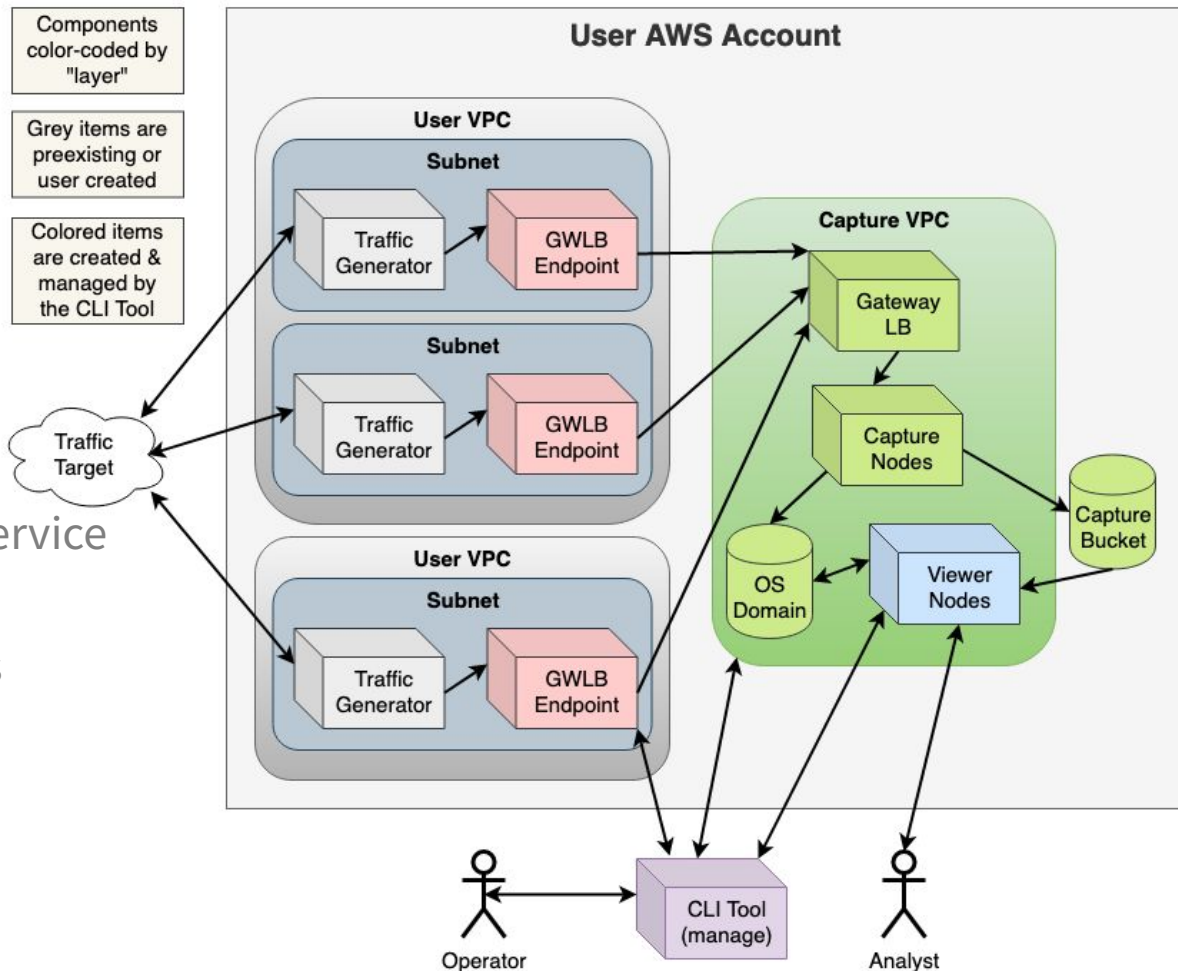 Components
color-coded by
"layer"
Grey items are
preexisting or
user created
Colored items
are created &
managed by
the CLI Tool
User AWS Account
User VPC
Subnet
Traffic
Generator
GWLB
Endpoint
Subnet
Traffic
Generator
GWLB
Endpoint
User VPC
Subnet
Traffic
Generator
GWLB
Endpoint
Capture VPC
Gateway
LB
Capture
Nodes
OS
Domain
Viewer
Nodes
Capture
Bucket
Traffic
Target
ervice
s
Operator
CLI Tool
(manage)
Analyst